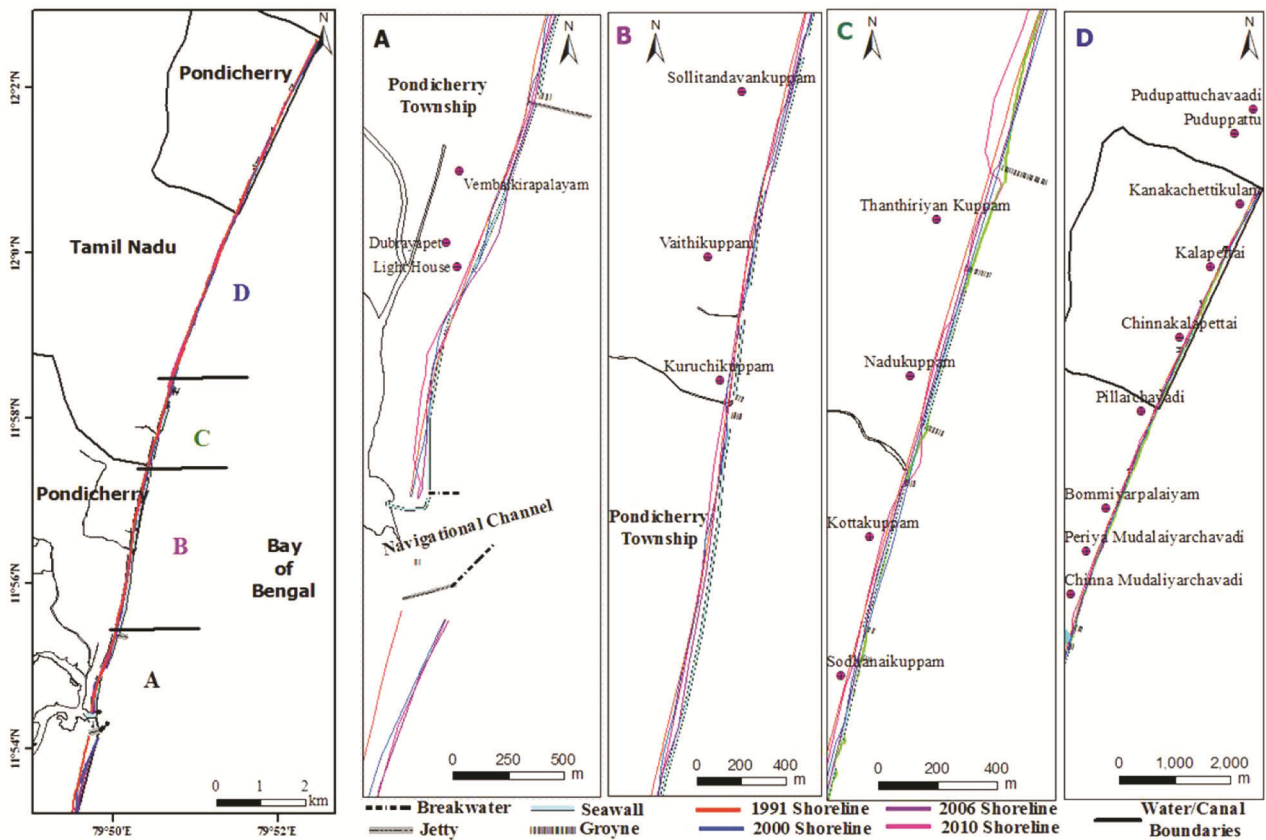 N
Pondicherry
Tamil Nadu
D
C
Pondicherry
B
Bay
of
Bengal
A
12°2'N
12°0'N
11°58'N
11°56'N
11°54'N
79°50'E
79°52'E
0 1 2
km
A
N
Pondicherry
Township
Vembalkirapalayam
Dubrayapet
Light House
Navigational Channel
0 250 500
m
B
N
Sollitandavankuppam
Vaithikuppam
Kuruchikuppam
Pondicherry
Township
0 200 400
m
C
N
Thanthiriyan Kuppam
Nadukuppam
Kottakuppam
0 200 400
m
D
N
Pudupattuchavaadi
Puduppattu
Kanakachettikulam
Kalapettai
Chinnakalapettai
Pillarchavadi
Bommiyarpalaiyam
Periya Mudalaiyarchavadi
Chinna Mudaliyarchavadi
0 1,000 2,000
m
Breakwater
Seawall
1991 Shoreline
2006 Shoreline
Water/Canal
Boundaries
Jetty
Groyne
2000 Shoreline
2010 Shoreline